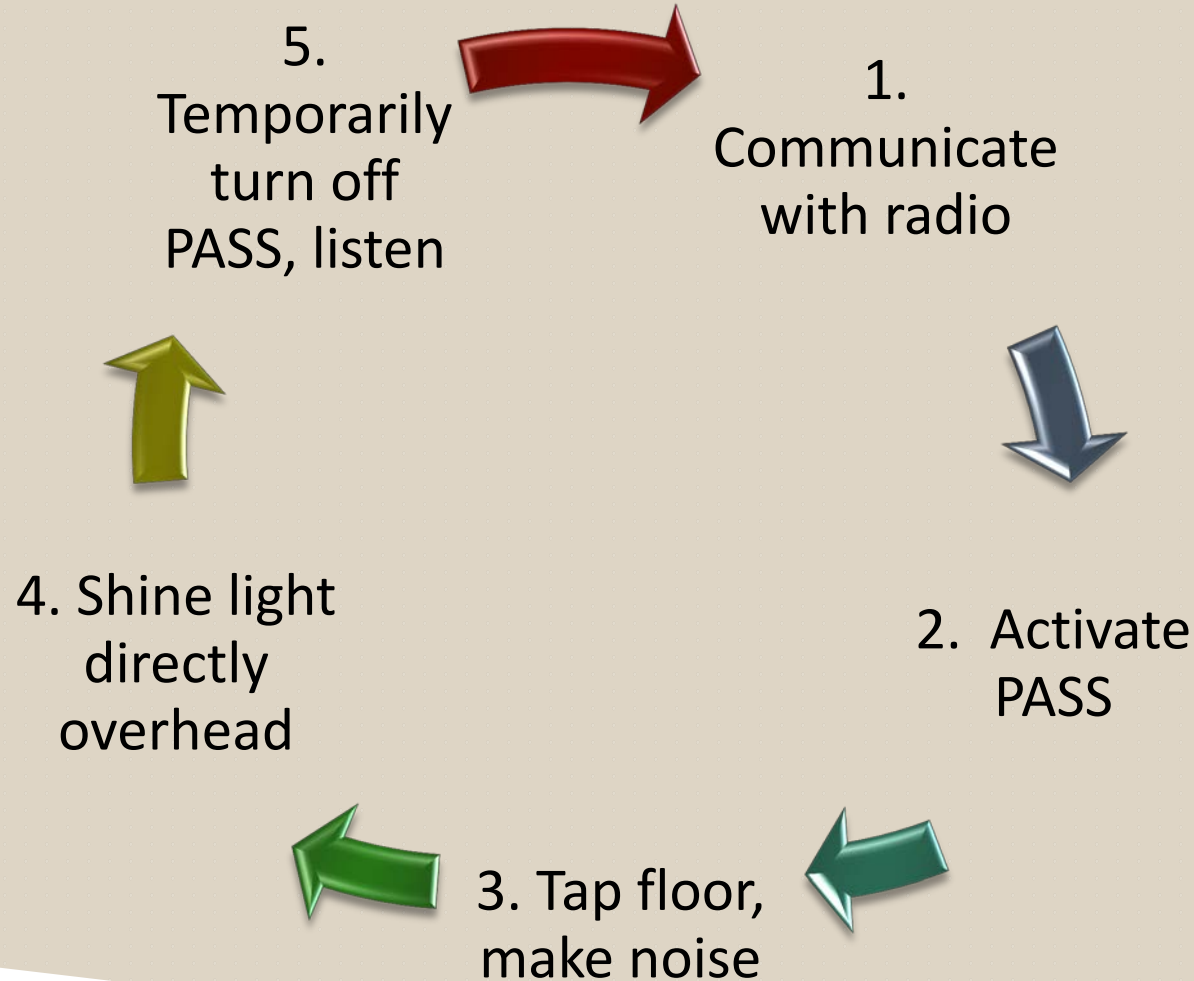 5.
Temporarily
turn off
PASS, listen
1.
Communicate
with radio
2. Activate
PASS
3. Tap floor,
make noise
4. Shine light
directly
overhead